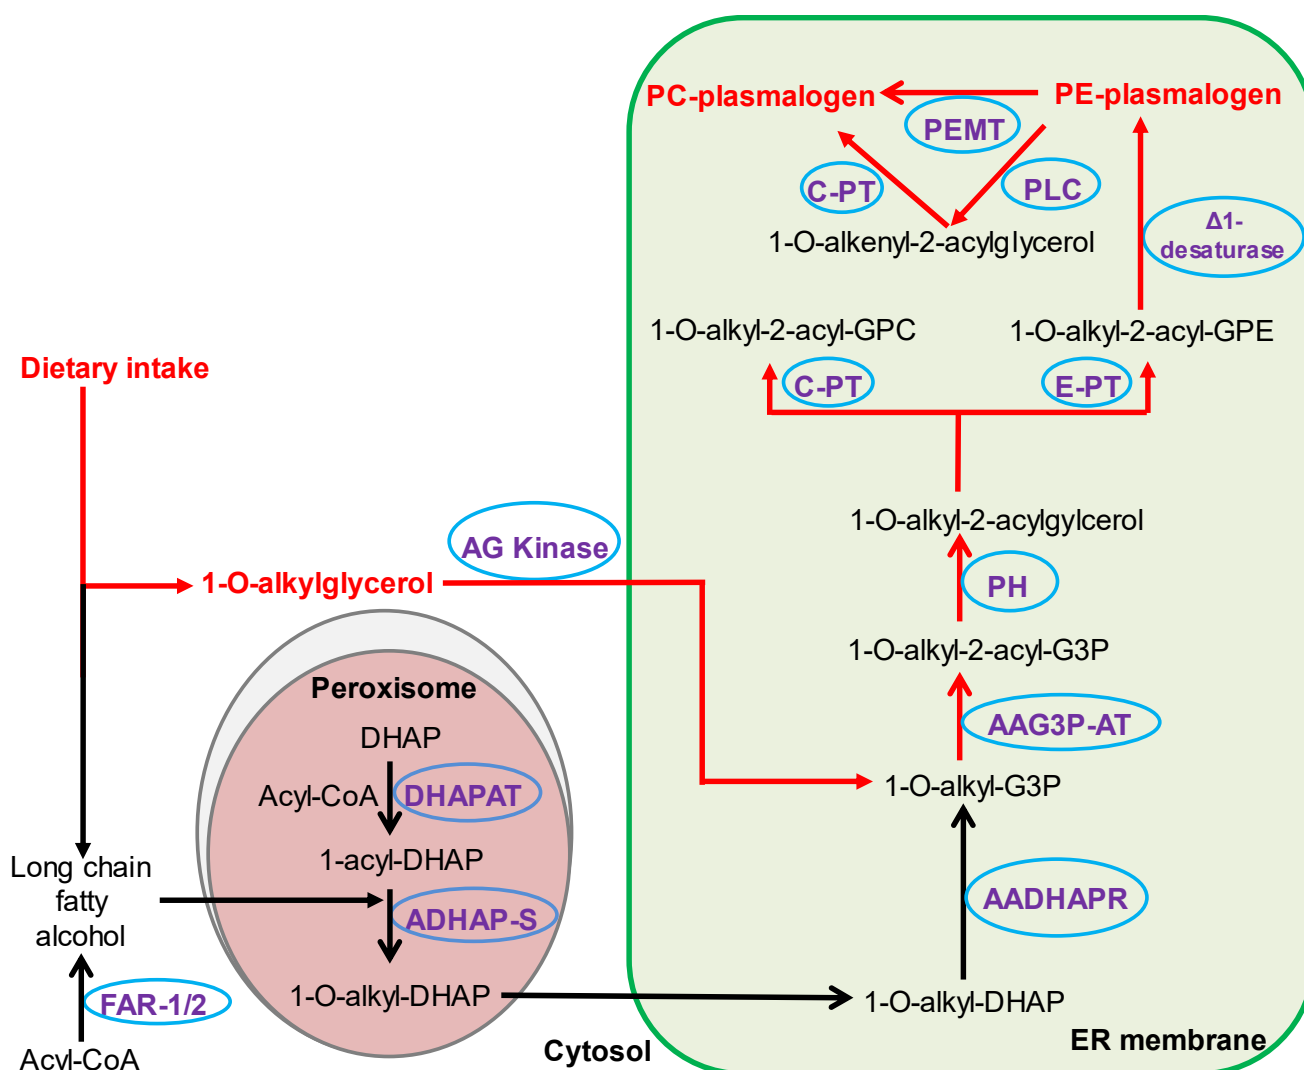 PC-plasmalogen
PE-plasmalogen
PEMT
C-PT
PLC
1-O-alkenyl-2-acylglycerol
Δ1-
desaturase
1-O-alkyl-2-acyl-GPC
1-O-alkyl-2-acyl-GPE
Dietary intake
C-PT
E-PT
1-O-alkyl-2-acylgylcerol
AG Kinase
1-O-alkylglycerol
PH
1-O-alkyl-2-acyl-G3P
Peroxisome
DHAP
AAG3P-AT
Acyl-CoA
DHAPAT
1-O-alkyl-G3P
1-acyl-DHAP
Long chain
fatty
alcohol
ADHAP-S
AADHAPR
1-O-alkyl-DHAP
1-O-alkyl-DHAP
FAR-1/2
Acyl-CoA
Cytosol
ER membrane